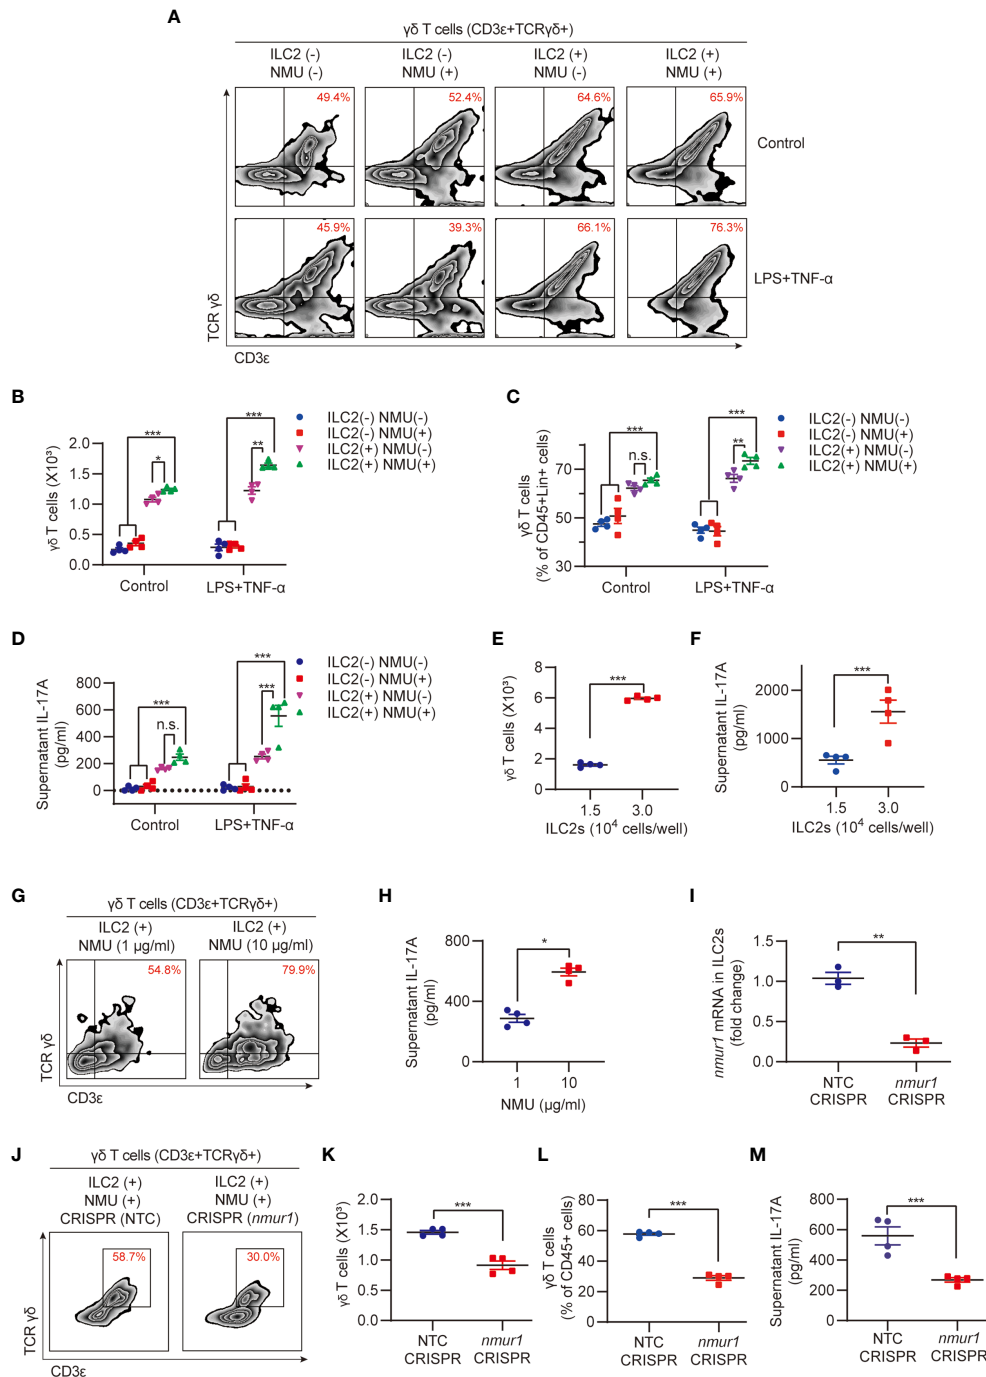 A
γδ T cells (CD3ε+TCRγδ+)
ILC2 (-) ILC2 (-) ILC2 (+) ILC2 (+)
NMU (-) NMU (+) NMU (-) NMU (+)
49.4% 52.4% 64.6% 65.9%
Control
45.9% 39.3% 66.1% 76.3%
LPS+TNF-α
TCR γδ
CD3ε
B
γδ T cells (X10³)
2.0
1.5
1.0
0.5
0.0
***
*
***
**
Control LPS+TNF-α
ILC2(-) NMU(-)
ILC2(-) NMU(+)
ILC2(+) NMU(-)
ILC2(+) NMU(+)
C
γδ T cells
(% of CD45+Lin+ cells)
70
50
30
***
n.s.
***
**
Control LPS+TNF-α
ILC2(-) NMU(-)
ILC2(-) NMU(+)
ILC2(+) NMU(-)
ILC2(+) NMU(+)
D
Supernatant IL-17A
(pg/ml)
800
600
400
200
0
***
n.s.
***
***
Control LPS+TNF-α
ILC2(-) NMU(-)
ILC2(-) NMU(+)
ILC2(+) NMU(-)
ILC2(+) NMU(+)
E
γδ T cells (X10³)
8
6
4
2
0
***
1.5 3.0
ILC2s (10⁴ cells/well)
F
Supernatant IL-17A
(pg/ml)
2000
1000
0
***
1.5 3.0
ILC2s (10⁴ cells/well)
G
γδ T cells (CD3ε+TCRγδ+)
ILC2 (+) ILC2 (+)
NMU (1 µg/ml) NMU (10 µg/ml)
54.8% 79.9%
TCR γδ
CD3ε
H
Supernatant IL-17A
(pg/ml)
800
400
0
*
1 10
NMU (µg/ml)
I
nmur1 mRNA in ILC2s
(fold change)
1.5
1.0
0.5
0.0
**
NTC nmur1
CRISPR CRISPR
J
γδ T cells (CD3ε+TCRγδ+)
ILC2 (+) ILC2 (+)
NMU (+) NMU (+)
CRISPR (NTC) CRISPR (nmur1)
58.7% 30.0%
TCR γδ
CD3ε
K
γδ T cells (X10³)
2.0
1.5
1.0
0.5
0.0
***
NTC nmur1
CRISPR CRISPR
L
γδ T cells
(% of CD45+ cells)
80
60
40
20
0
***
NTC nmur1
CRISPR CRISPR
M
Supernatant IL-17A
(pg/ml)
800
600
400
200
0
***
NTC nmur1
CRISPR CRISPR